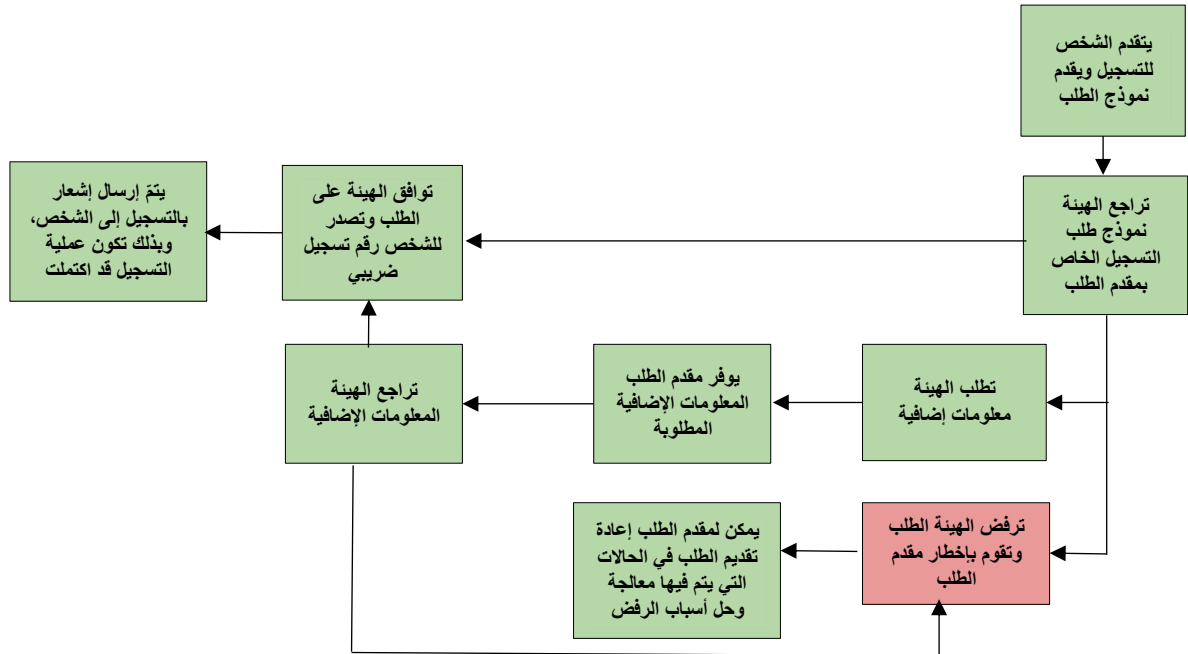 يتقدم الشخص
للتسجيل ويقدم
نموذج الطلب
تراجع الهيئة
نموذج طلب
التسجيل الخاص
بمقدم الطلب
توافق الهيئة على
الطلب وتصدر
للشخص رقم تسجيل
ضريبي
يتمّ إرسال إشعار
بالتسجيل إلى الشخص،
وبذلك تكون عملية
التسجيل قد اكتملت
تطلب الهيئة
معلومات إضافية
يوفر مقدم الطلب
المعلومات الإضافية
المطلوبة
تراجع الهيئة
المعلومات الإضافية
ترفض الهيئة الطلب
وتقوم بإخطار مقدم
الطلب
يمكن لمقدم الطلب إعادة
تقديم الطلب في الحالات
التي يتم فيها معالجة
وحل أسباب الرفض